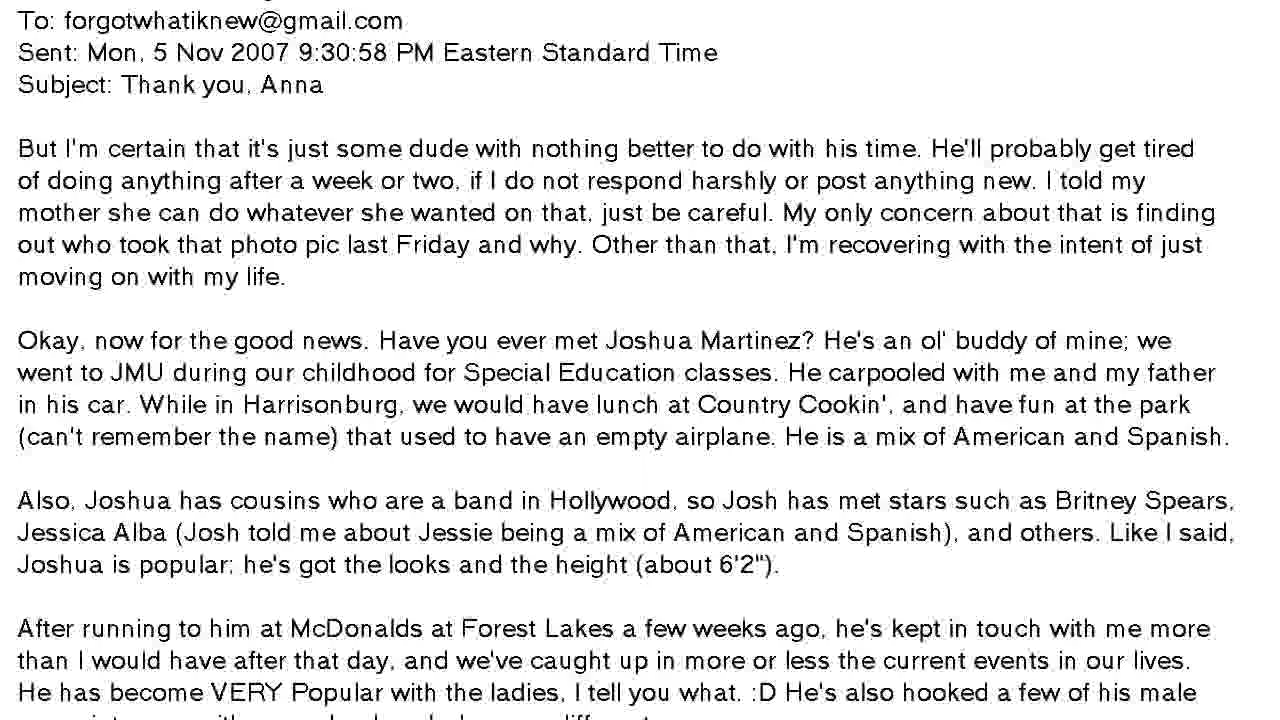 To: forgotwhatiknew@gmail.com
Sent: Mon, 5 Nov 2007 9:30:58 PM Eastern Standard Time
Subject: Thank you, Anna
But I'm certain that it's just some dude with nothing better to do with his time. He'll probably get tired
of doing anything after a week or two, if I do not respond harshly or post anything new. I told my
mother she can do whatever she wanted on that, just be careful. My only concern about that is finding
out who took that photo pic last Friday and why. Other than that, I'm recovering with the intent of just
moving on with my life.
Okay, now for the good news. Have you ever met Joshua Martinez? He's an ol' buddy of mine; we
went to JMU during our childhood for Special Education classes. He carpooled with me and my father
in his car. While in Harrisonburg, we would have lunch at Country Cookin', and have fun at the park
(can't remember the name) that used to have an empty airplane. He is a mix of American and Spanish.
Also, Joshua has cousins who are a band in Hollywood, so Josh has met stars such as Britney Spears,
Jessica Alba (Josh told me about Jessie being a mix of American and Spanish), and others. Like I said,
Joshua is popular; he's got the looks and the height (about 6'2").
After running to him at McDonalds at Forest Lakes a few weeks ago, he's kept in touch with me more
than I would have after that day, and we've caught up in more or less the current events in our lives.
He has become VERY Popular with the ladies, I tell you what. :D He's also hooked a few of his male